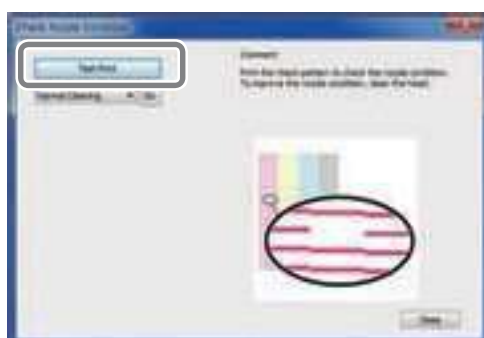 Check Nozzle Condition
Test Print
Comment
Normal Cleaning Go
Print the check pattern to check the nozzle condition.
To improve the nozzle condition, clean the head.
Close